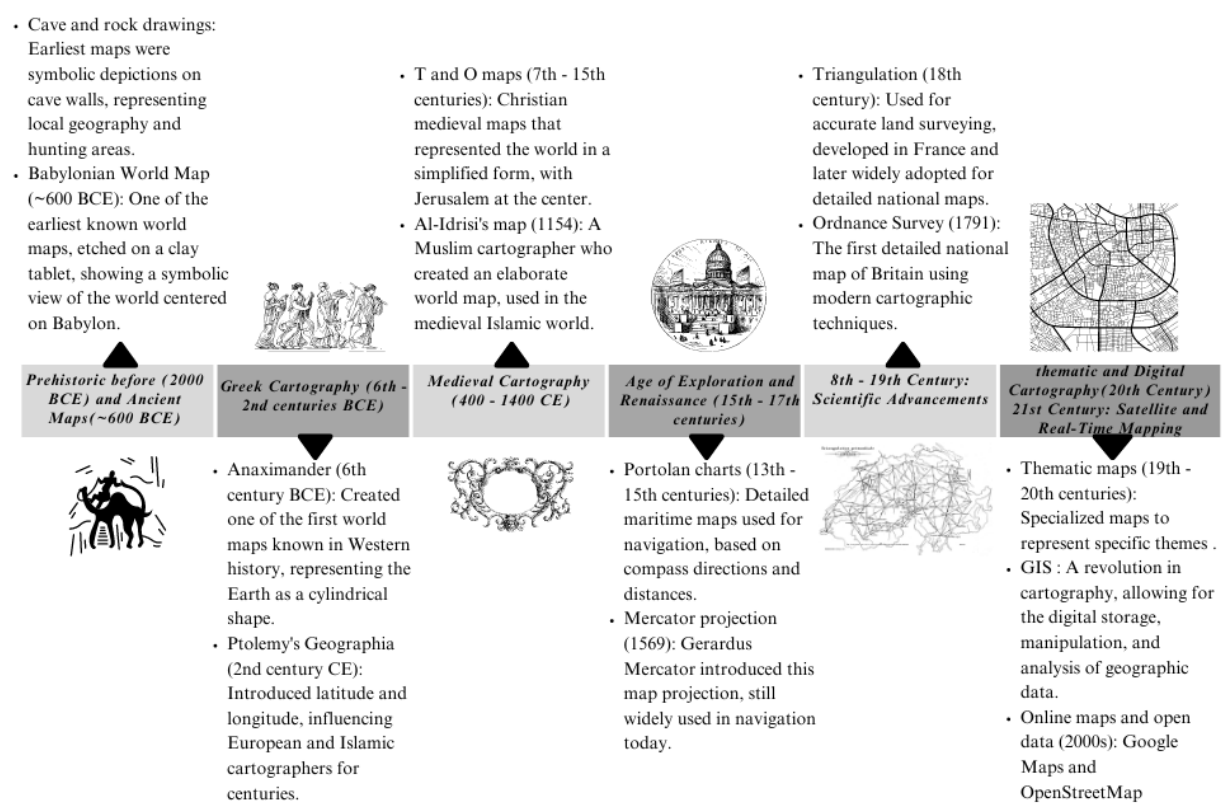 • Cave and rock drawings:
Earliest maps were
symbolic depictions on
cave walls, representing
local geography and
hunting areas.
• Babylonian World Map
(~600 BCE): One of the
earliest known world
maps, etched on a clay
tablet, showing a symbolic
view of the world centered
on Babylon.
Prehistoric before (2000
BCE) and Ancient
Maps(~600 BCE)
Greek Cartography (6th -
2nd centuries BCE)
• Anaximander (6th
century BCE): Created
one of the first world
maps known in Western
history, representing the
Earth as a cylindrical
shape.
• Ptolemy's Geographia
(2nd century CE):
Introduced latitude and
longitude, influencing
European and Islamic
cartographers for
centuries.
• T and O maps (7th - 15th
centuries): Christian
medieval maps that
represented the world in a
simplified form, with
Jerusalem at the center.
• Al-Idrisi's map (1154): A
Muslim cartographer who
created an elaborate
world map, used in the
medieval Islamic world.
Medieval Cartography
(400 - 1400 CE)
Age of Exploration and
Renaissance (15th - 17th
centuries)
• Portolan charts (13th -
15th centuries): Detailed
maritime maps used for
navigation, based on
compass directions and
distances.
• Mercator projection
(1569): Gerardus
Mercator introduced this
map projection, still
widely used in navigation
today.
• Triangulation (18th
century): Used for
accurate land surveying,
developed in France and
later widely adopted for
detailed national maps.
• Ordnance Survey (1791):
The first detailed national
map of Britain using
modern cartographic
techniques.
8th - 19th Century:
Scientific Advancements
thematic and Digital
Cartography(20th Century)
21st Century: Satellite and
Real-Time Mapping
• Thematic maps (19th -
20th centuries):
Specialized maps to
represent specific themes .
• GIS : A revolution in
cartography, allowing for
the digital storage,
manipulation, and
analysis of geographic
data.
• Online maps and open
data (2000s): Google
Maps and
OpenStreetMap